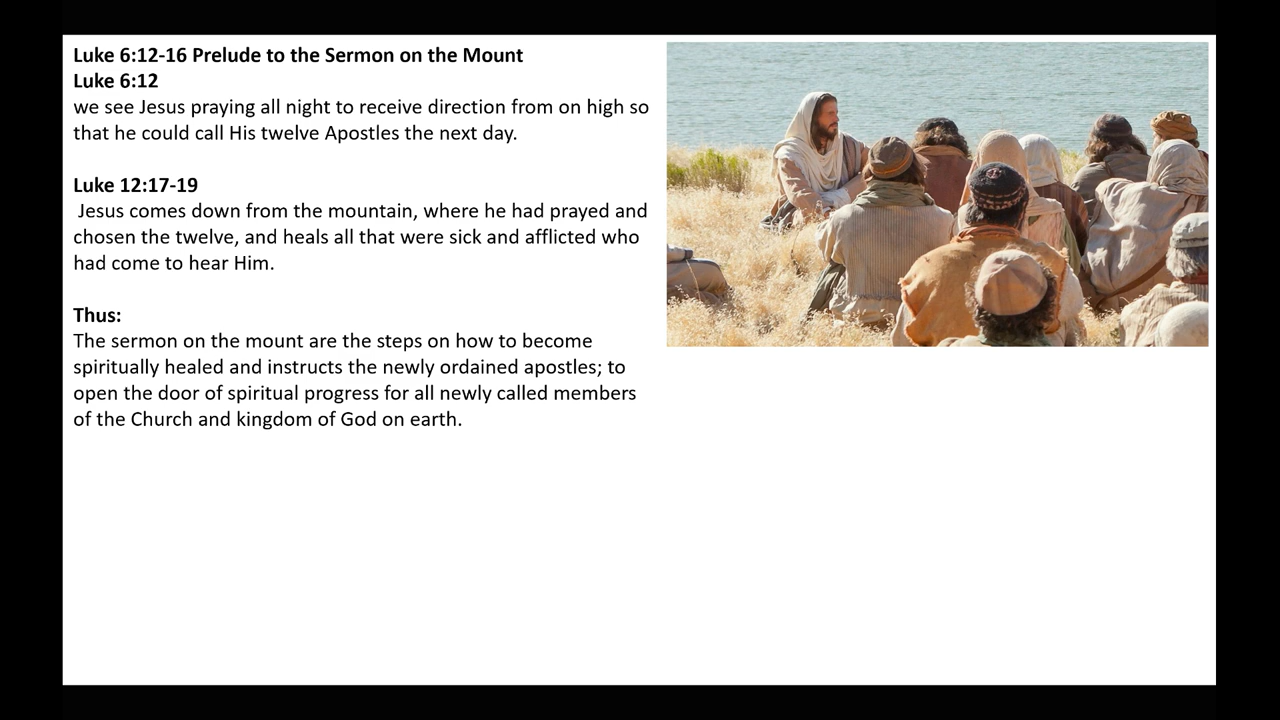 Luke 6:12-16 Prelude to the Sermon on the Mount
Luke 6:12
we see Jesus praying all night to receive direction from on high so
that he could call His twelve Apostles the next day.
Luke 12:17-19
Jesus comes down from the mountain, where he had prayed and
chosen the twelve, and heals all that were sick and afflicted who
had come to hear Him.
Thus:
The sermon on the mount are the steps on how to become
spiritually healed and instructs the newly ordained apostles; to
open the door of spiritual progress for all newly called members
of the Church and kingdom of God on earth.